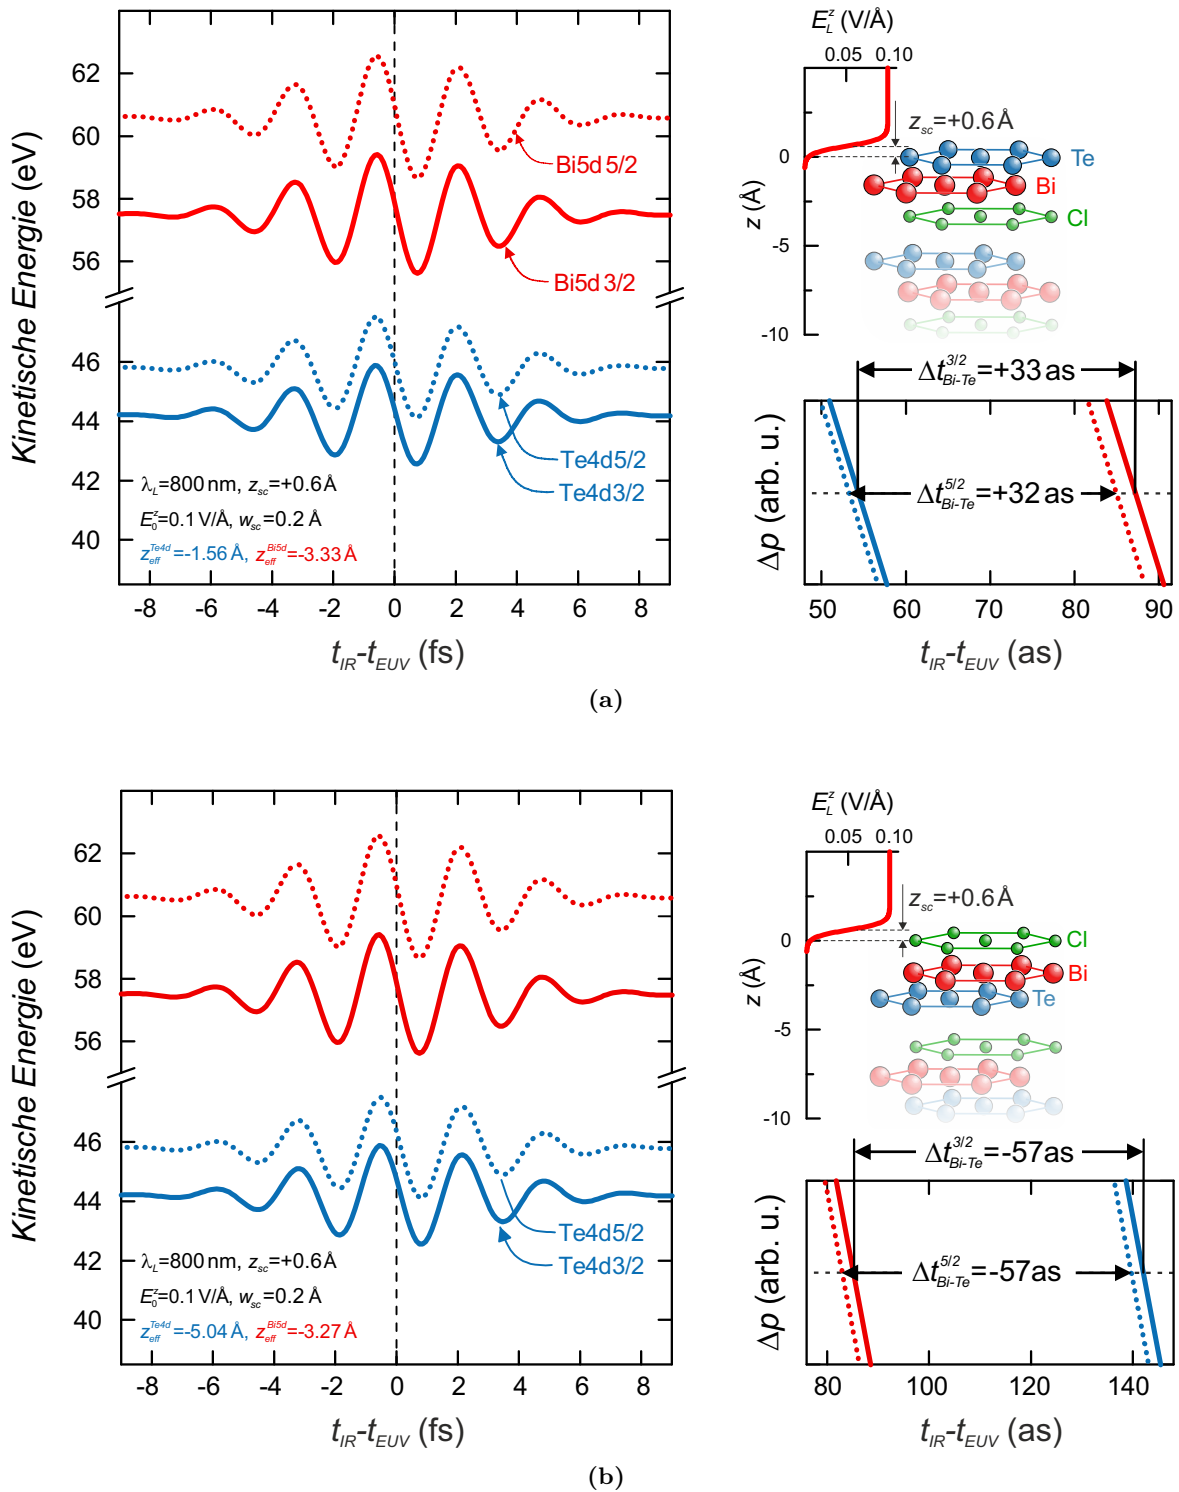 Kinetische Energie (eV)
62
60
58
56
46
44
42
40
Bi5d 5/2
Bi5d 3/2
Te4d5/2
Te4d3/2
λL=800 nm, zsc=+0.6Å
E0z=0.1 V/Å, wsc=0.2 Å
zeffTe4d=-1.56 Å, zeffBi5d=-3.33 Å
-8 -6 -4 -2 0 2 4 6 8
tIR-tEUV (fs)
ELz (V/Å)
0.05 0.10
zsc=+0.6 Å
z (Å)
0
-5
-10
Te
Bi
Cl
Δt3/2Bi-Te=+33 as
Δt5/2Bi-Te=+32 as
Δp (arb. u.)
50 60 70 80 90
tIR-tEUV (as)
(a)
Kinetische Energie (eV)
62
60
58
56
46
44
42
40
Te4d5/2
Te4d3/2
λL=800 nm, zsc=+0.6Å
E0z=0.1 V/Å, wsc=0.2 Å
zeffTe4d=-5.04 Å, zeffBi5d=-3.27 Å
-8 -6 -4 -2 0 2 4 6 8
tIR-tEUV (fs)
ELz (V/Å)
0.05 0.10
zsc=+0.6 Å
z (Å)
0
-5
-10
Cl
Bi
Te
Δt3/2Bi-Te=-57as
Δt5/2Bi-Te=-57as
Δp (arb. u.)
80 100 120 140
tIR-tEUV (as)
(b)